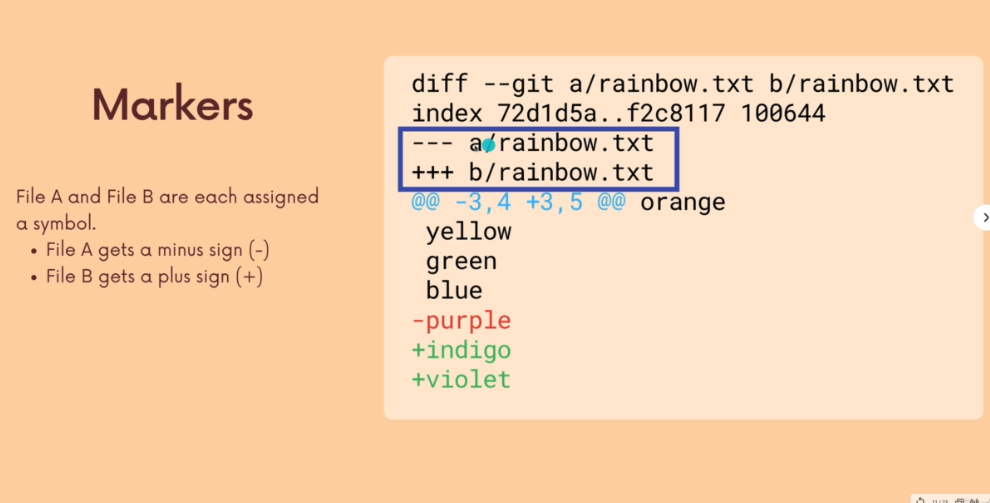 Markers
File A and File B are each assigned
a symbol.
• File A gets a minus sign (-)
• File B gets a plus sign (+)
diff --git a/rainbow.txt b/rainbow.txt
index 72d1d5a..f2c8117 100644
--- a/rainbow.txt
+++ b/rainbow.txt
@@ -3,4 +3,5 @@ orange
 yellow
 green
 blue
-purple
+indigo
+violet